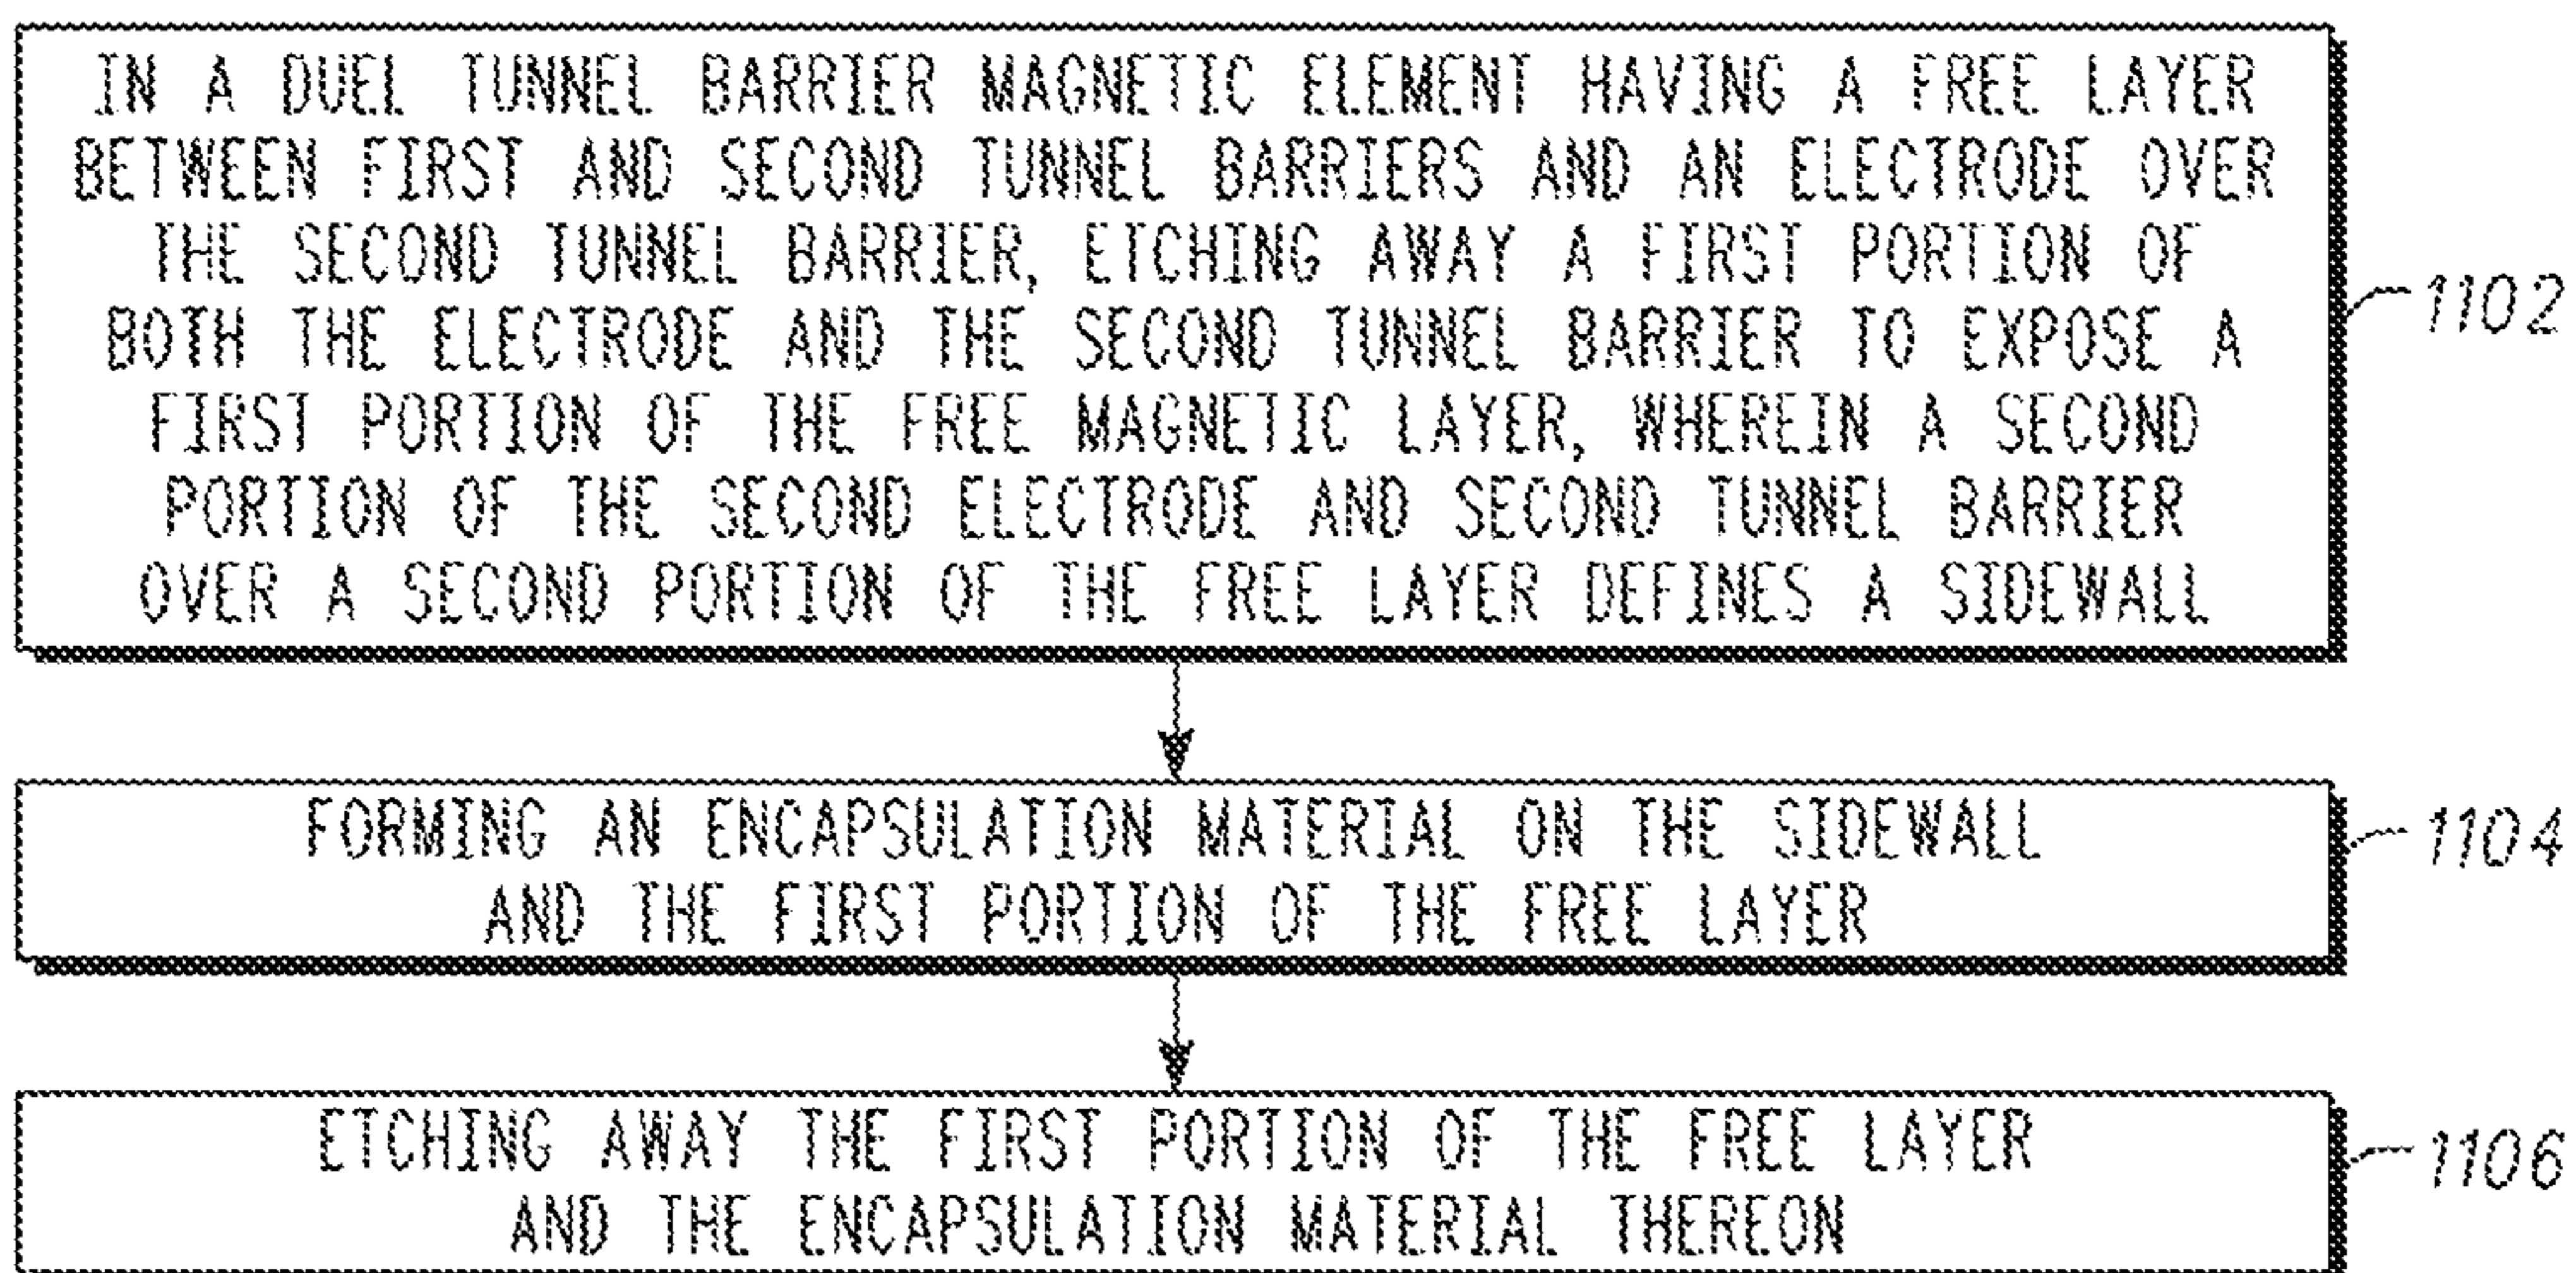 IN A DUEL TUNNEL BARRIER MAGNETIC ELEMENT HAVING A FREE LAYER
BETWEEN FIRST AND SECOND TUNNEL BARRIERS AND AN ELECTRODE OVER
THE SECOND TUNNEL BARRIER, ETCHING AWAY A FIRST PORTION OF
BOTH THE ELECTRODE AND THE SECOND TUNNEL BARRIER TO EXPOSE A
FIRST PORTION OF THE FREE MAGNETIC LAYER, WHEREIN A SECOND
PORTION OF THE SECOND ELECTRODE AND SECOND TUNNEL BARRIER
OVER A SECOND PORTION OF THE FREE LAYER DEFINES A SIDEWALL
1102
FORMING AN ENCAPSULATION MATERIAL ON THE SIDEWALL
AND THE FIRST PORTION OF THE FREE LAYER
1104
ETCHING AWAY THE FIRST PORTION OF THE FREE LAYER
AND THE ENCAPSULATION MATERIAL THEREON
1106